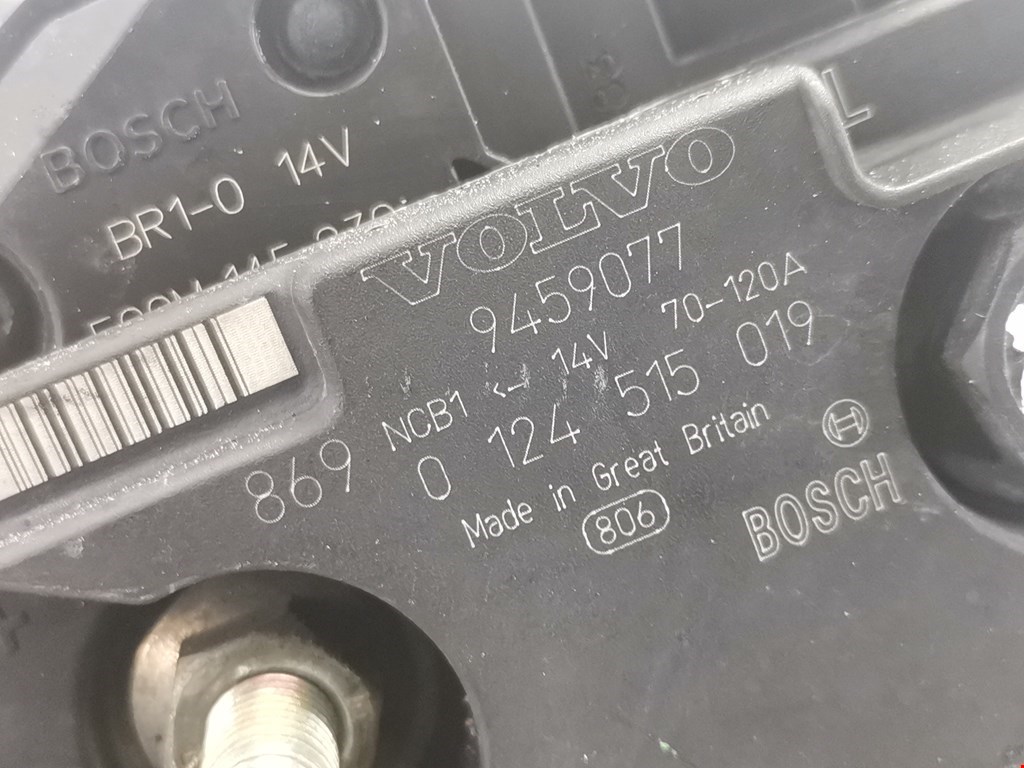 BOSCH
BR1-0 14V
VOLVO
9459077
NCB1 14V 70-120A
869 0 124 515 019
Made in Great Britain
806
BOSCH
L